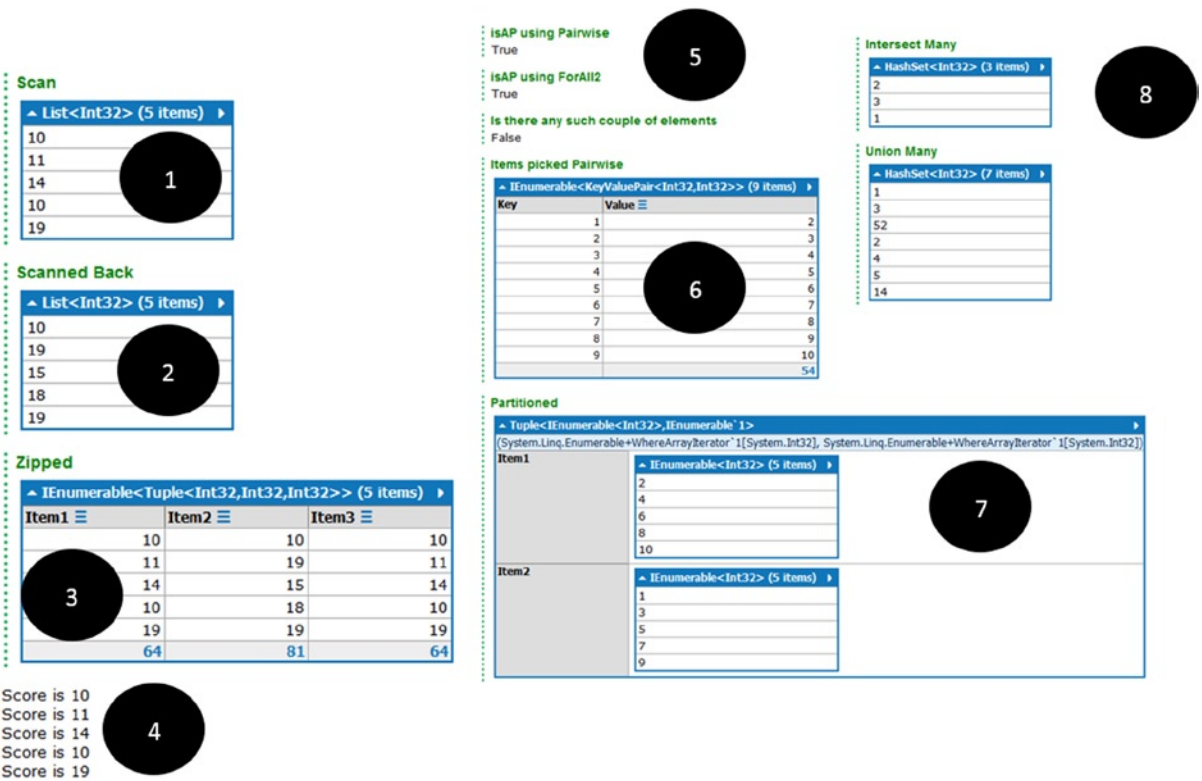 Scan
List<Int32> (5 items)
10
11
14
10
19
1
Scanned Back
List<Int32> (5 items)
10
19
15
18
19
2
Zipped
IEnumerable<Tuple<Int32,Int32,Int32>> (5 items)
Item1 Item2 Item3
10 10 10
11 19 11
14 15 14
10 18 10
19 19 19
64 81 64
3
Score is 10
Score is 11
Score is 14
Score is 10
Score is 19
4
isAP using Pairwise
True
isAP using ForAll2
True
5
Is there any such couple of elements
False
Items picked Pairwise
IEnumerable<KeyValuePair<Int32,Int32>> (9 items)
Key Value
1 2
2 3
3 4
4 5
5 6
6 7
7 8
8 9
9 10
54
6
Partitioned
Tuple<IEnumerable<Int32>,IEnumerable`1>
(System.Linq.Enumerable+WhereArrayIterator`1[System.Int32], System.Linq.Enumerable+WhereArrayIterator`1[System.Int32])
Item1
IEnumerable<Int32> (5 items)
2
4
6
8
10
Item2
IEnumerable<Int32> (5 items)
1
3
5
7
9
7
Intersect Many
HashSet<Int32> (3 items)
2
3
1
8
Union Many
HashSet<Int32> (7 items)
1
3
52
2
4
5
14